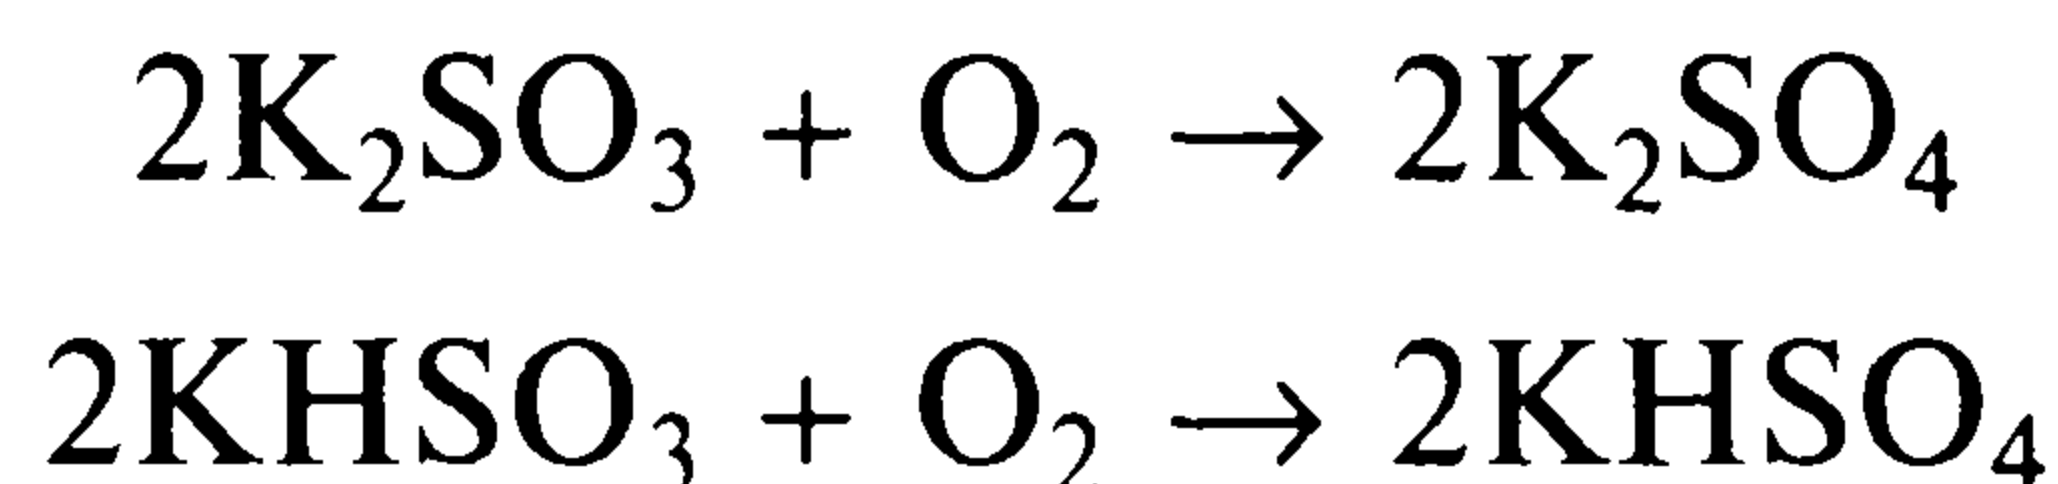 2K₂SO₃ + O₂ → 2K₂SO₄
2KHSO₃ + O₂ → 2KHSO₄